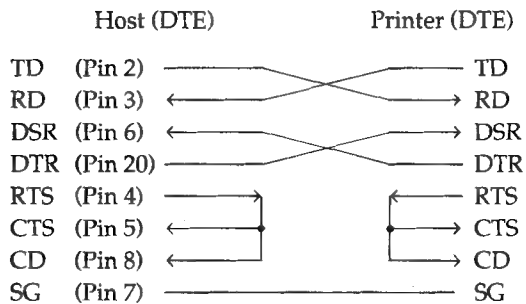 Host (DTE) Printer (DTE)
TD (Pin 2) TD
RD (Pin 3) RD
DSR (Pin 6) DSR
DTR (Pin 20) DTR
RTS (Pin 4) RTS
CTS (Pin 5) CTS
CD (Pin 8) CD
SG (Pin 7) SG